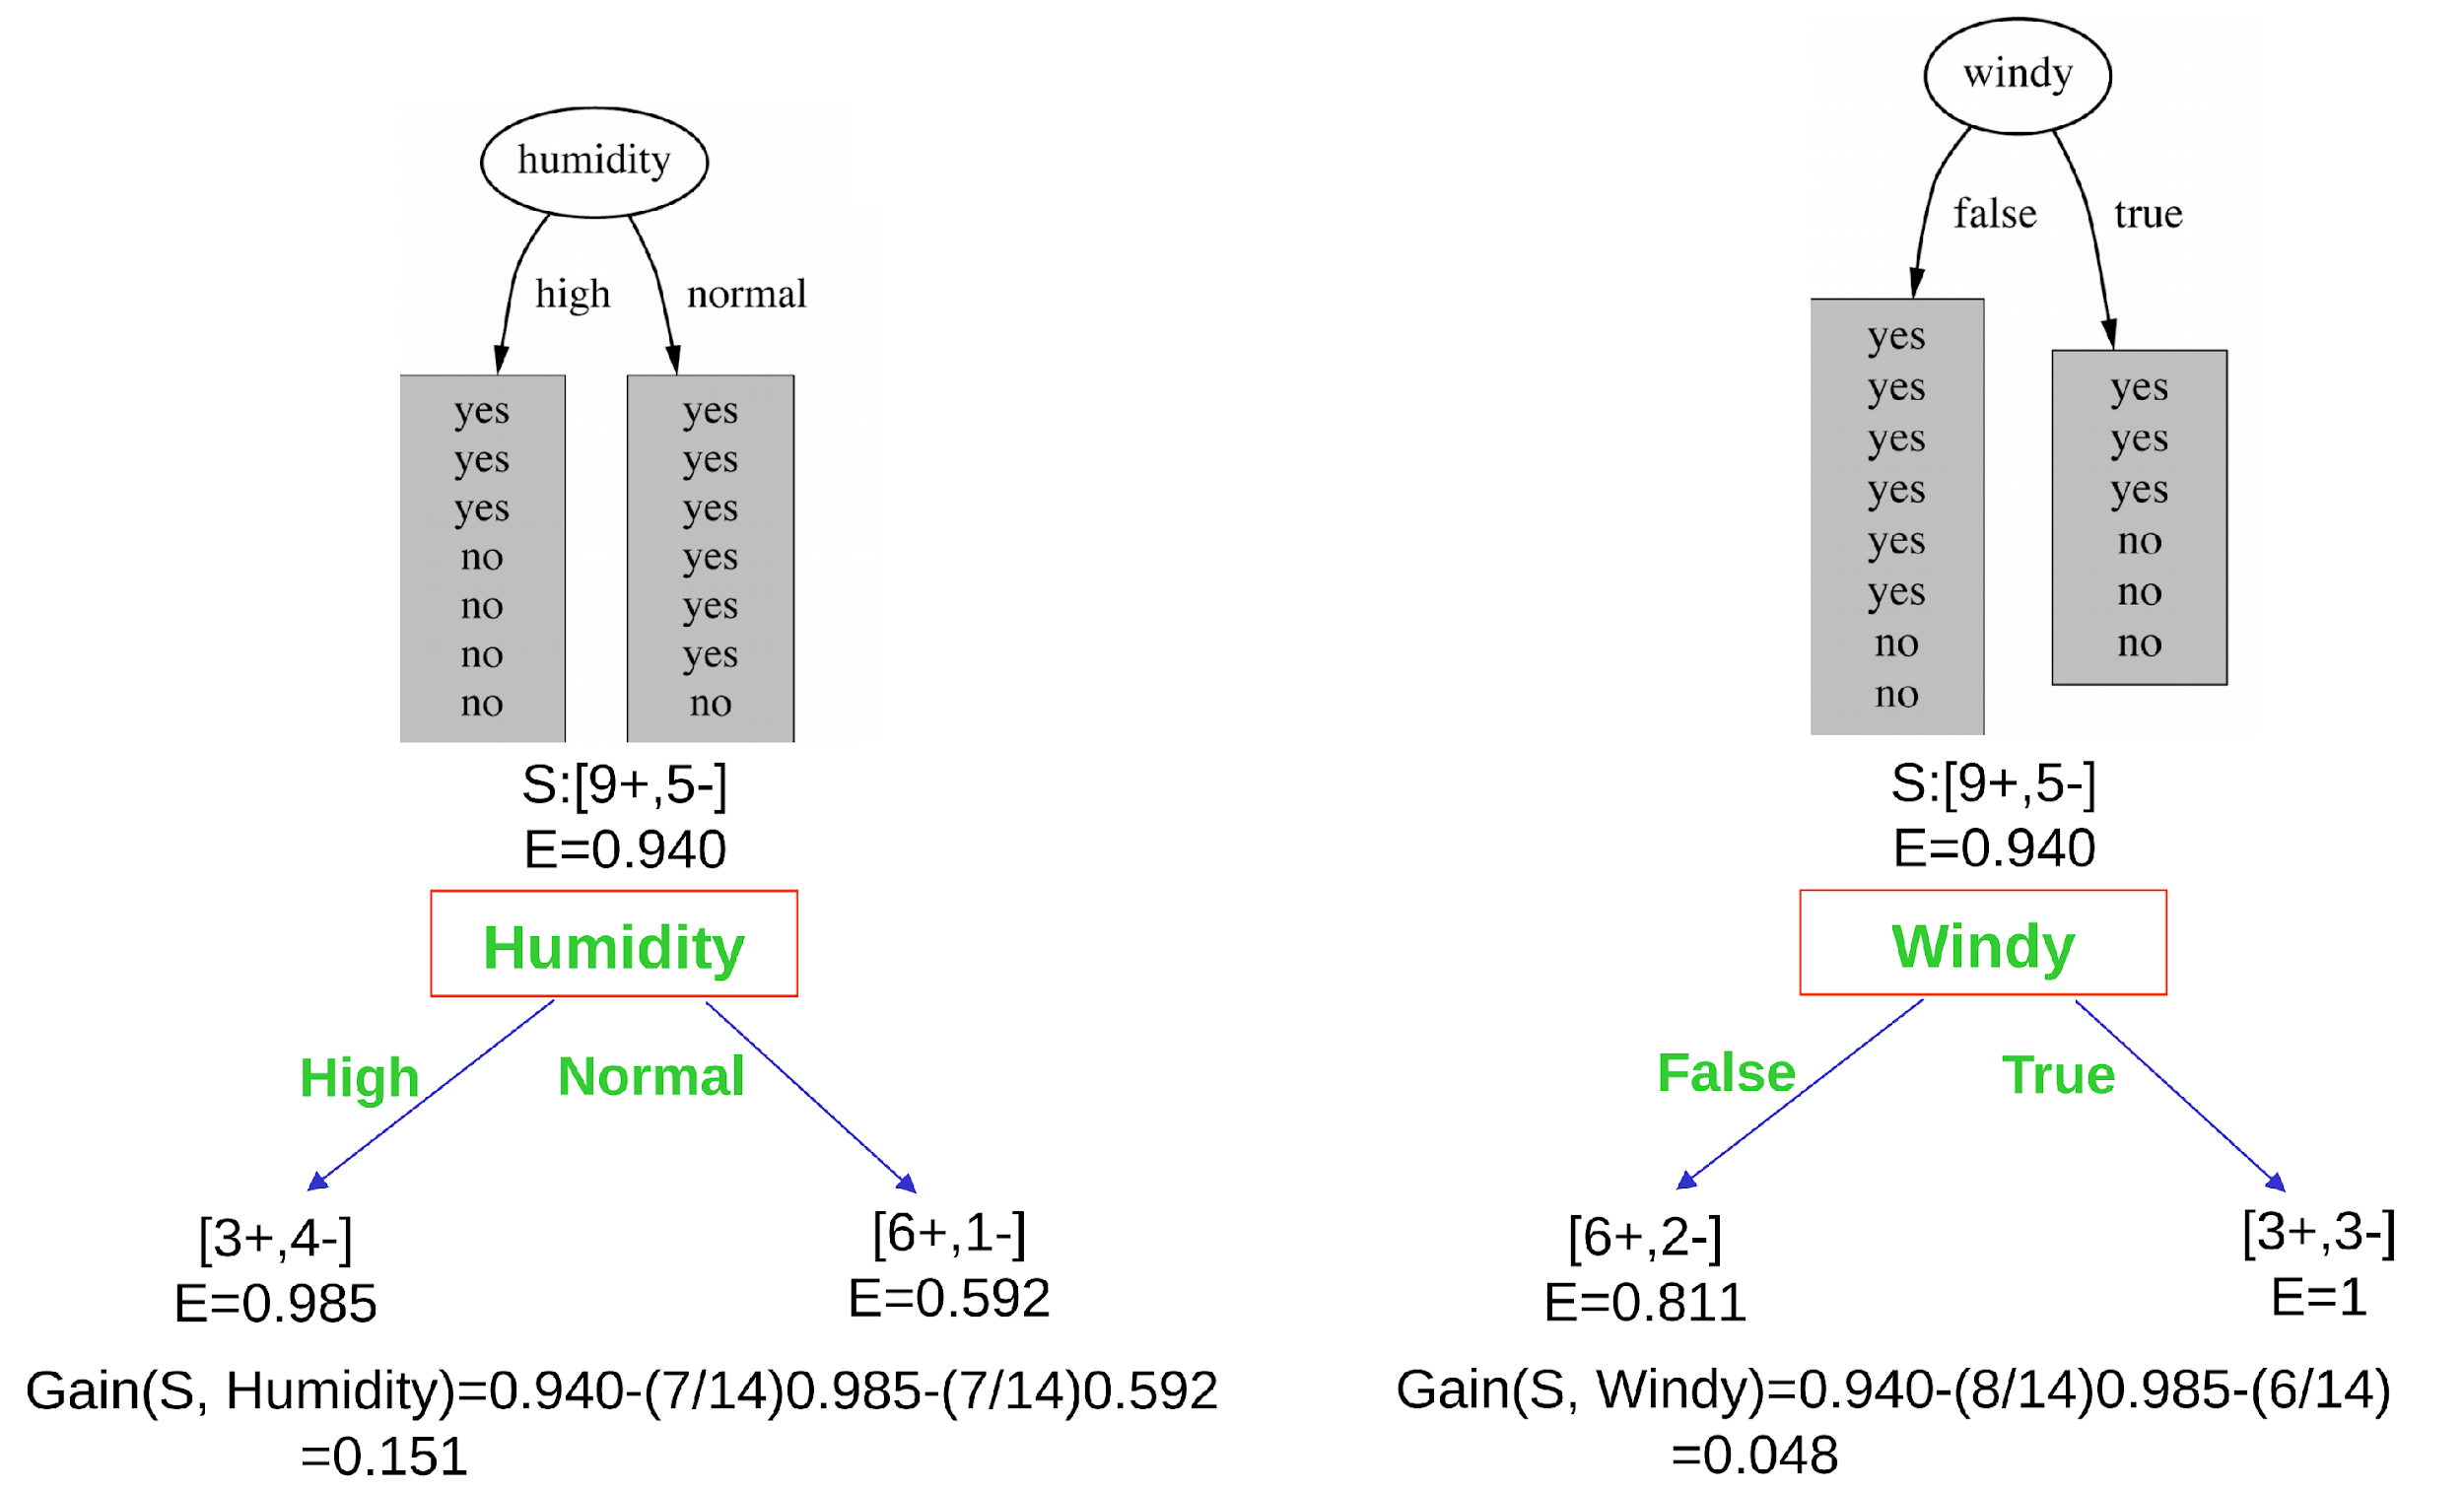 humidity
high
normal
yes
yes
yes
no
no
no
no
yes
yes
yes
yes
yes
yes
no
S:[9+,5-]
E=0.940
Humidity
High
Normal
[3+,4-]
E=0.985
[6+,1-]
E=0.592
Gain(S, Humidity)=0.940-(7/14)0.985-(7/14)0.592
=0.151
windy
false
true
yes
yes
yes
yes
yes
yes
no
no
yes
yes
yes
no
no
no
S:[9+,5-]
E=0.940
Windy
False
True
[6+,2-]
E=0.811
[3+,3-]
E=1
Gain(S, Windy)=0.940-(8/14)0.985-(6/14)
=0.048